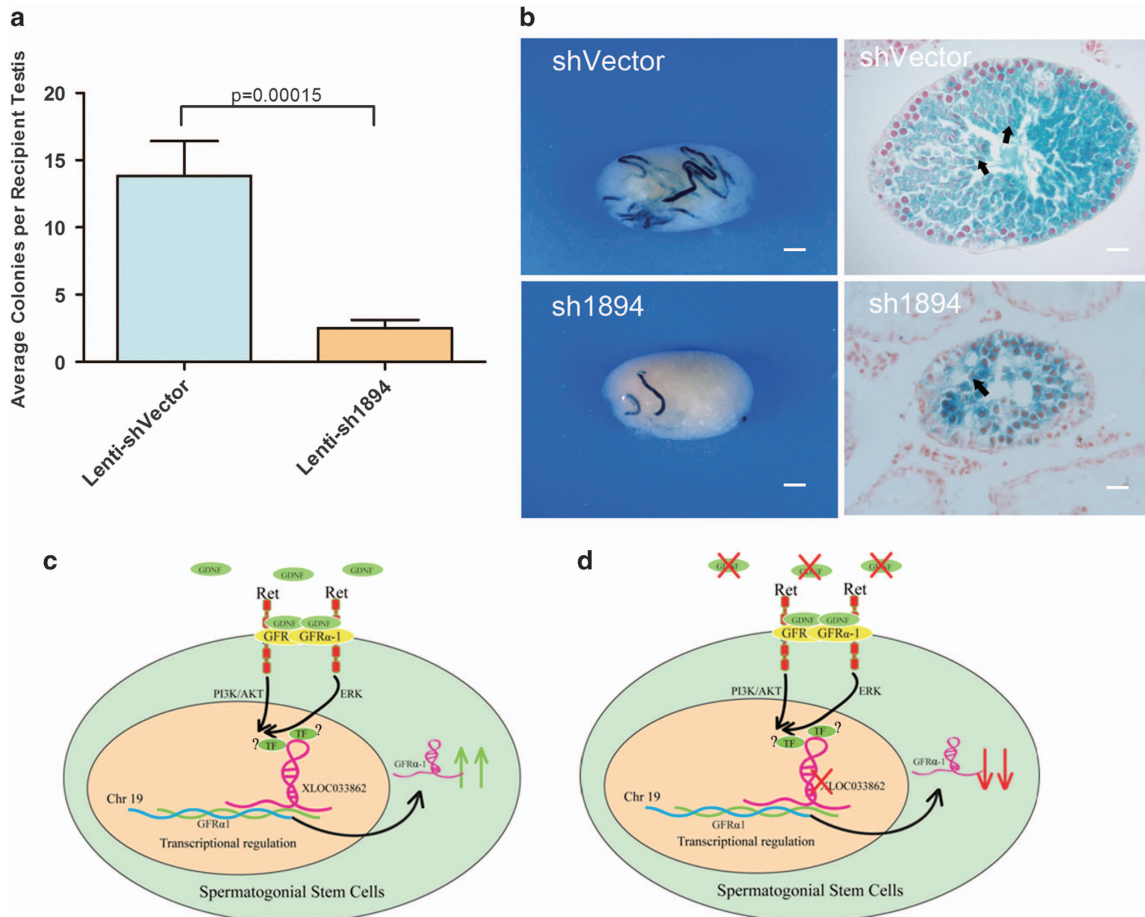 a
Average Colonies per Recipient Testis
20
15
10
5
0
p=0.00015
Lenti-shVector
Lenti-sh1894
b
shVector
shVector
sh1894
sh1894
c
GDNF
GDNF
GDNF
Ret
Ret
GDNF
GDNF
GFR
GFRα-1
PI3K/AKT
ERK
?
TF
TF
?
XLOC033862
GFRα-1
Chr 19
GFRα1
Transcriptional regulation
Spermatogonial Stem Cells
d
GDNF
GDNF
GDNF
Ret
Ret
GDNF
GDNF
GFR
GFRα-1
PI3K/AKT
ERK
?
TF
TF
?
XLOC033862
GFRα-1
Chr 19
GFRα1
Transcriptional regulation
Spermatogonial Stem Cells